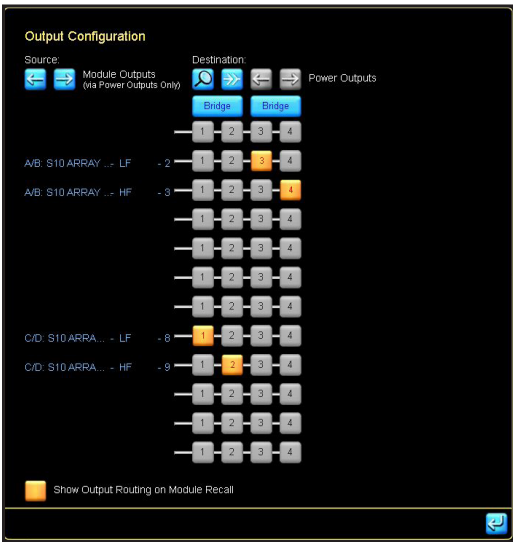 Output Configuration
Source:
Destination:
Module Outputs
(via Power Outputs Only)
Power Outputs
Bridge Bridge
1 2 3 4
A/B: S10 ARRAY ...- LF - 2 1 2 3 4
A/B: S10 ARRAY ...- HF - 3 1 2 3 4
1 2 3 4
1 2 3 4
1 2 3 4
1 2 3 4
C/D: S10 ARRA... - LF - 8 1 2 3 4
C/D: S10 ARRA... - HF - 9 1 2 3 4
1 2 3 4
1 2 3 4
1 2 3 4
Show Output Routing on Module Recall